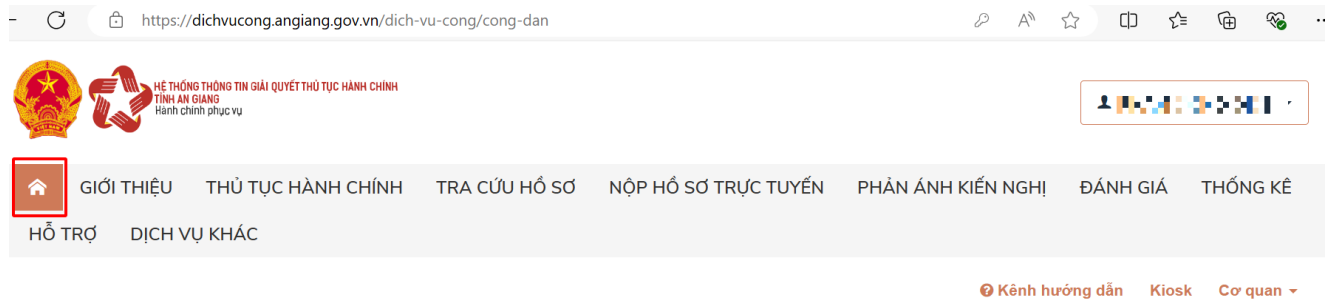 https://dichvucong.angiang.gov.vn/dich-vu-cong/cong-dan
HỆ THỐNG THÔNG TIN GIẢI QUYẾT THỦ TỤC HÀNH CHÍNH
TỈNH AN GIANG
Hành chính phục vụ
GIỚI THIỆU THỦ TỤC HÀNH CHÍNH TRA CỨU HỒ SƠ NỘP HỒ SƠ TRỰC TUYẾN PHẢN ÁNH KIẾN NGHỊ ĐÁNH GIÁ THỐNG KÊ
HỖ TRỢ DỊCH VỤ KHÁC
Kênh hướng dẫn Kiosk Cơ quan